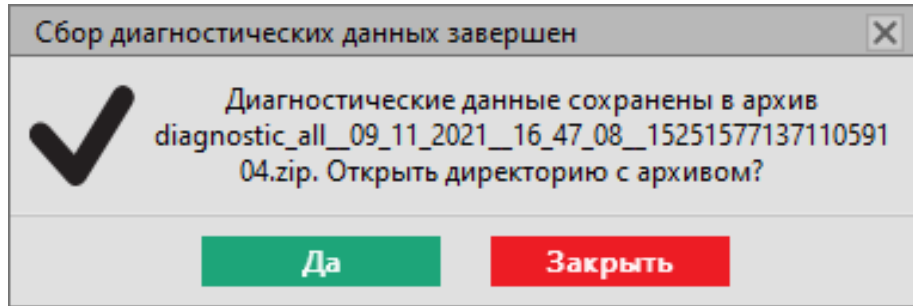 Сбор диагностических данных завершен
Диагностические данные сохранены в архив
diagnostic_all__09_11_2021__16_47_08__15251577137110591
04.zip. Открыть директорию с архивом?
Да
Закрыть